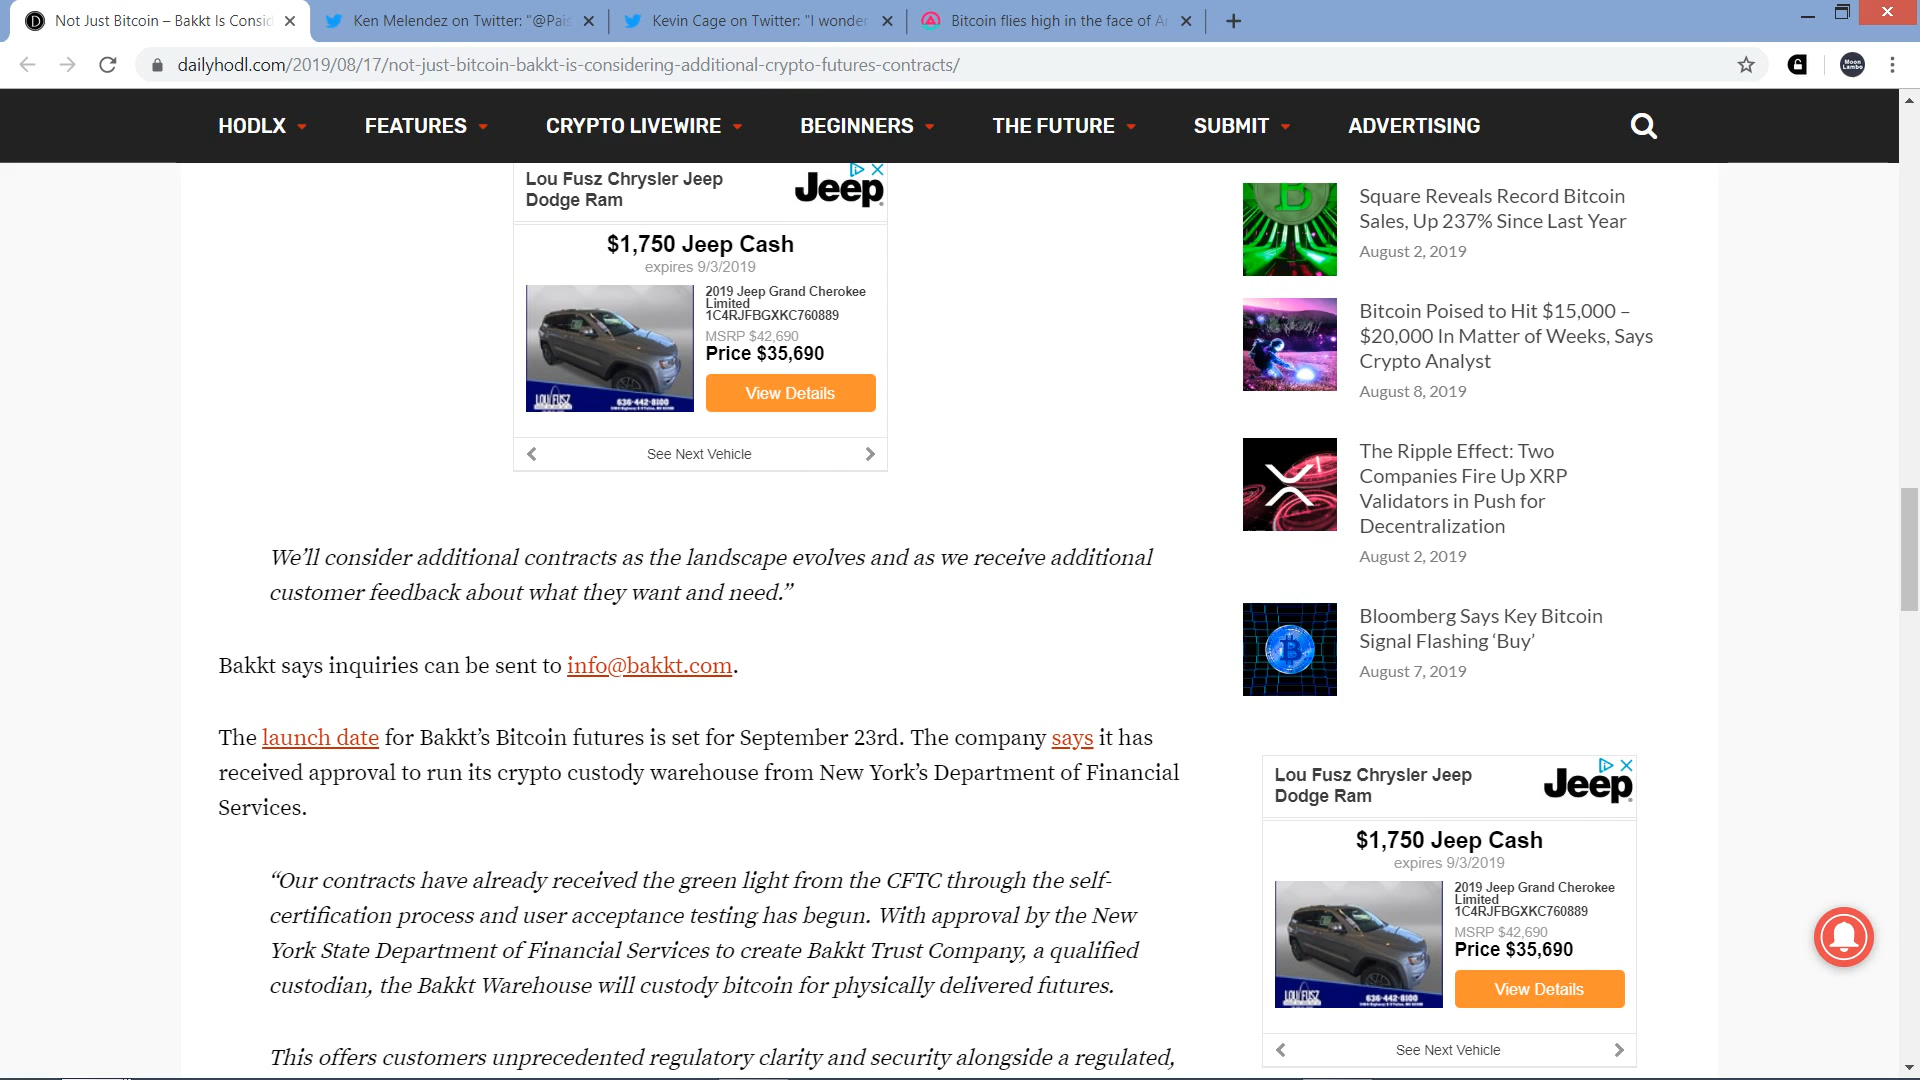 Not Just Bitcoin – Bakkt Is Consid
Ken Melendez on Twitter: "@Pais
Kevin Cage on Twitter: "I wonder
Bitcoin flies high in the face of Ar
dailyhodl.com/2019/08/17/not-just-bitcoin-bakkt-is-considering-additional-crypto-futures-contracts/
Moon Lambo
HODLX
FEATURES
CRYPTO LIVEWIRE
BEGINNERS
THE FUTURE
SUBMIT
ADVERTISING
Lou Fusz Chrysler Jeep
Dodge Ram
Jeep
$1,750 Jeep Cash
expires 9/3/2019
2019 Jeep Grand Cherokee
Limited
1C4RJFBGXKC760889
MSRP $42,690
Price $35,690
View Details
LOU FUSZ
636-442-8100
See Next Vehicle
We’ll consider additional contracts as the landscape evolves and as we receive additional
customer feedback about what they want and need.”
Bakkt says inquiries can be sent to info@bakkt.com.
The launch date for Bakkt’s Bitcoin futures is set for September 23rd. The company says it has
received approval to run its crypto custody warehouse from New York’s Department of Financial
Services.
“Our contracts have already received the green light from the CFTC through the self-
certification process and user acceptance testing has begun. With approval by the New
York State Department of Financial Services to create Bakkt Trust Company, a qualified
custodian, the Bakkt Warehouse will custody bitcoin for physically delivered futures.
This offers customers unprecedented regulatory clarity and security alongside a regulated,
Square Reveals Record Bitcoin
Sales, Up 237% Since Last Year
August 2, 2019
Bitcoin Poised to Hit $15,000 –
$20,000 In Matter of Weeks, Says
Crypto Analyst
August 8, 2019
The Ripple Effect: Two
Companies Fire Up XRP
Validators in Push for
Decentralization
August 2, 2019
Bloomberg Says Key Bitcoin
Signal Flashing ‘Buy’
August 7, 2019
Lou Fusz Chrysler Jeep
Dodge Ram
Jeep
$1,750 Jeep Cash
expires 9/3/2019
2019 Jeep Grand Cherokee
Limited
1C4RJFBGXKC760889
MSRP $42,690
Price $35,690
View Details
LOU FUSZ
636-442-8100
See Next Vehicle